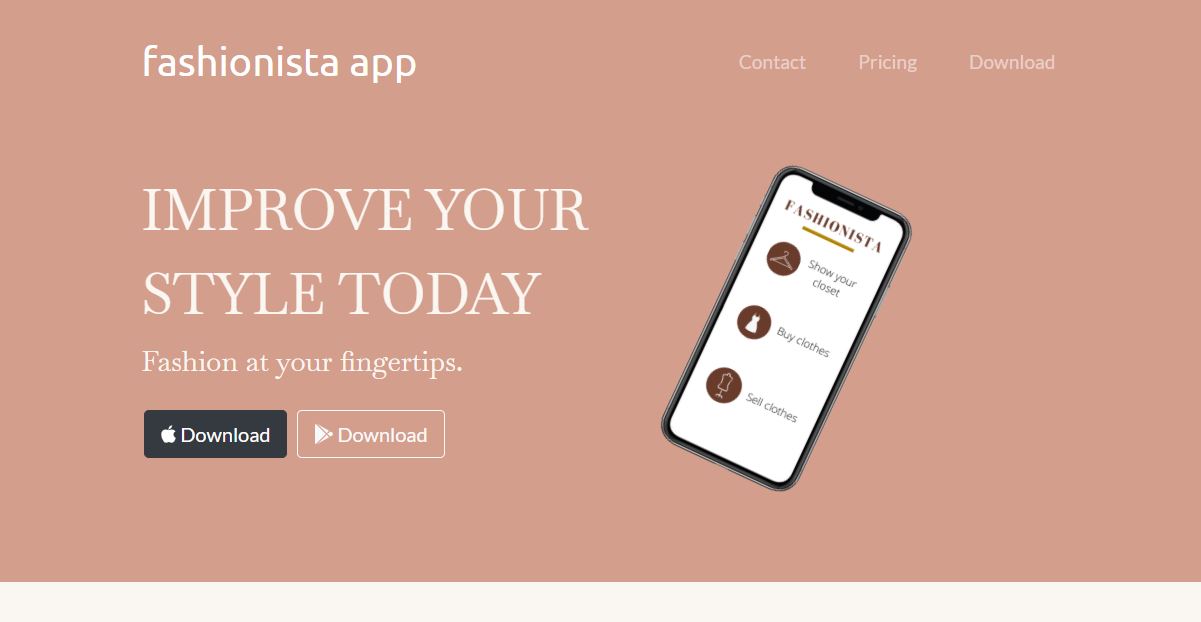 fashionista app
Contact
Pricing
Download
IMPROVE YOUR
STYLE TODAY
Fashion at your fingertips.
Download
Download
FASHIONISTA
Show your
closet
Buy clothes
Sell clothes